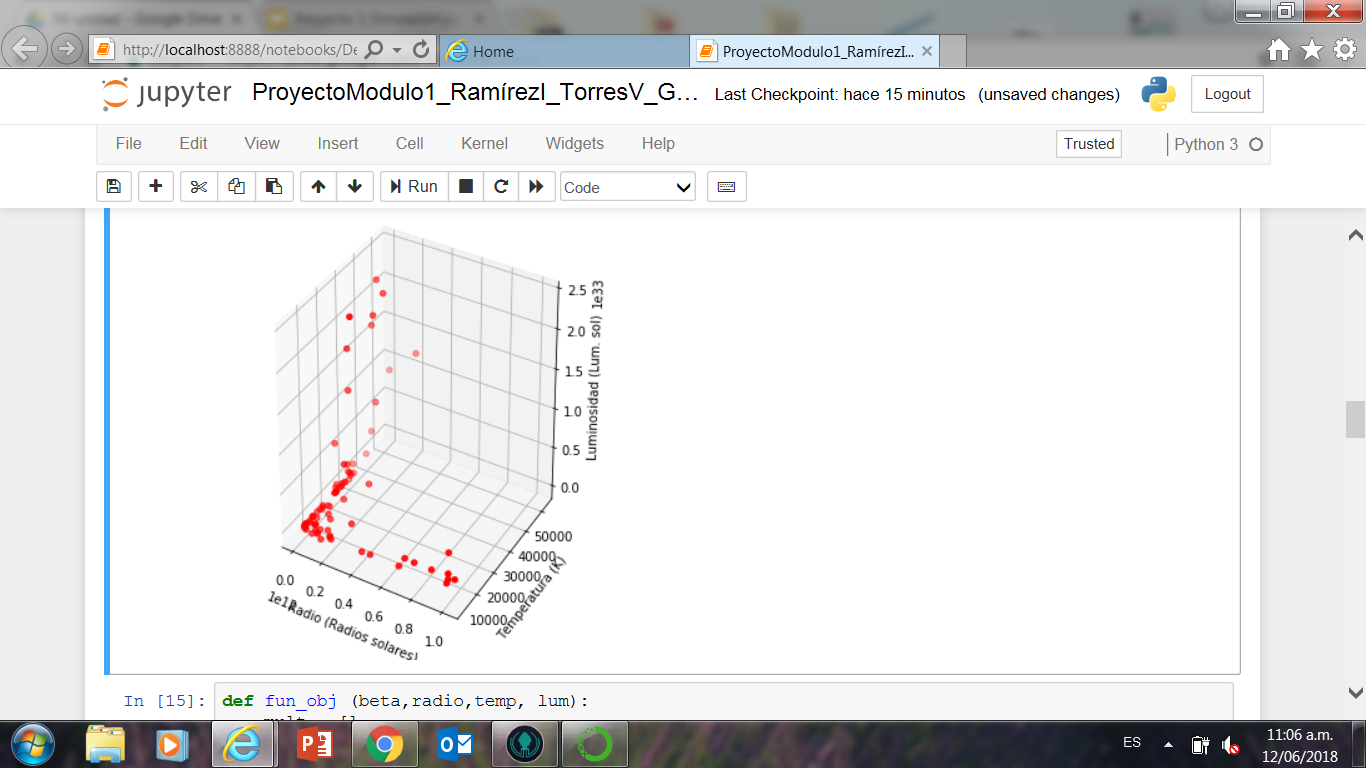 http://localhost:8888/notebooks/De
Home
ProyectoModulo1_RamírezI...
jupyter
ProyectoModulo1_RamírezI_TorresV_G...
Last Checkpoint: hace 15 minutos (unsaved changes)
Logout
File Edit View Insert Cell Kernel Widgets Help
Trusted
Python 3
Run
Code
1e33
2.5
2.0
1.5
1.0
0.5
0.0
Luminosidad (Lum. sol)
50000
40000
30000
20000
10000
Temperatura (K)
0.0
0.2
0.4
0.6
0.8
1.0
Radio (Radios solares)
In [15]: def fun_obj (beta,radio,temp, lum):
ES
11:06 a.m.
12/06/2018